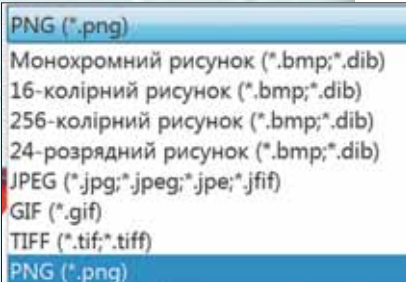 PNG (*.png)
Монохромний рисунок (*.bmp;*.dib)
16-колірний рисунок (*.bmp;*.dib)
256-колірний рисунок (*.bmp;*.dib)
24-розрядний рисунок (*.bmp;*.dib)
JPEG (*.jpg;*.jpeg;*.jpe;*.jfif)
GIF (*.gif)
TIFF (*.tif;*.tiff)
PNG (*.png)